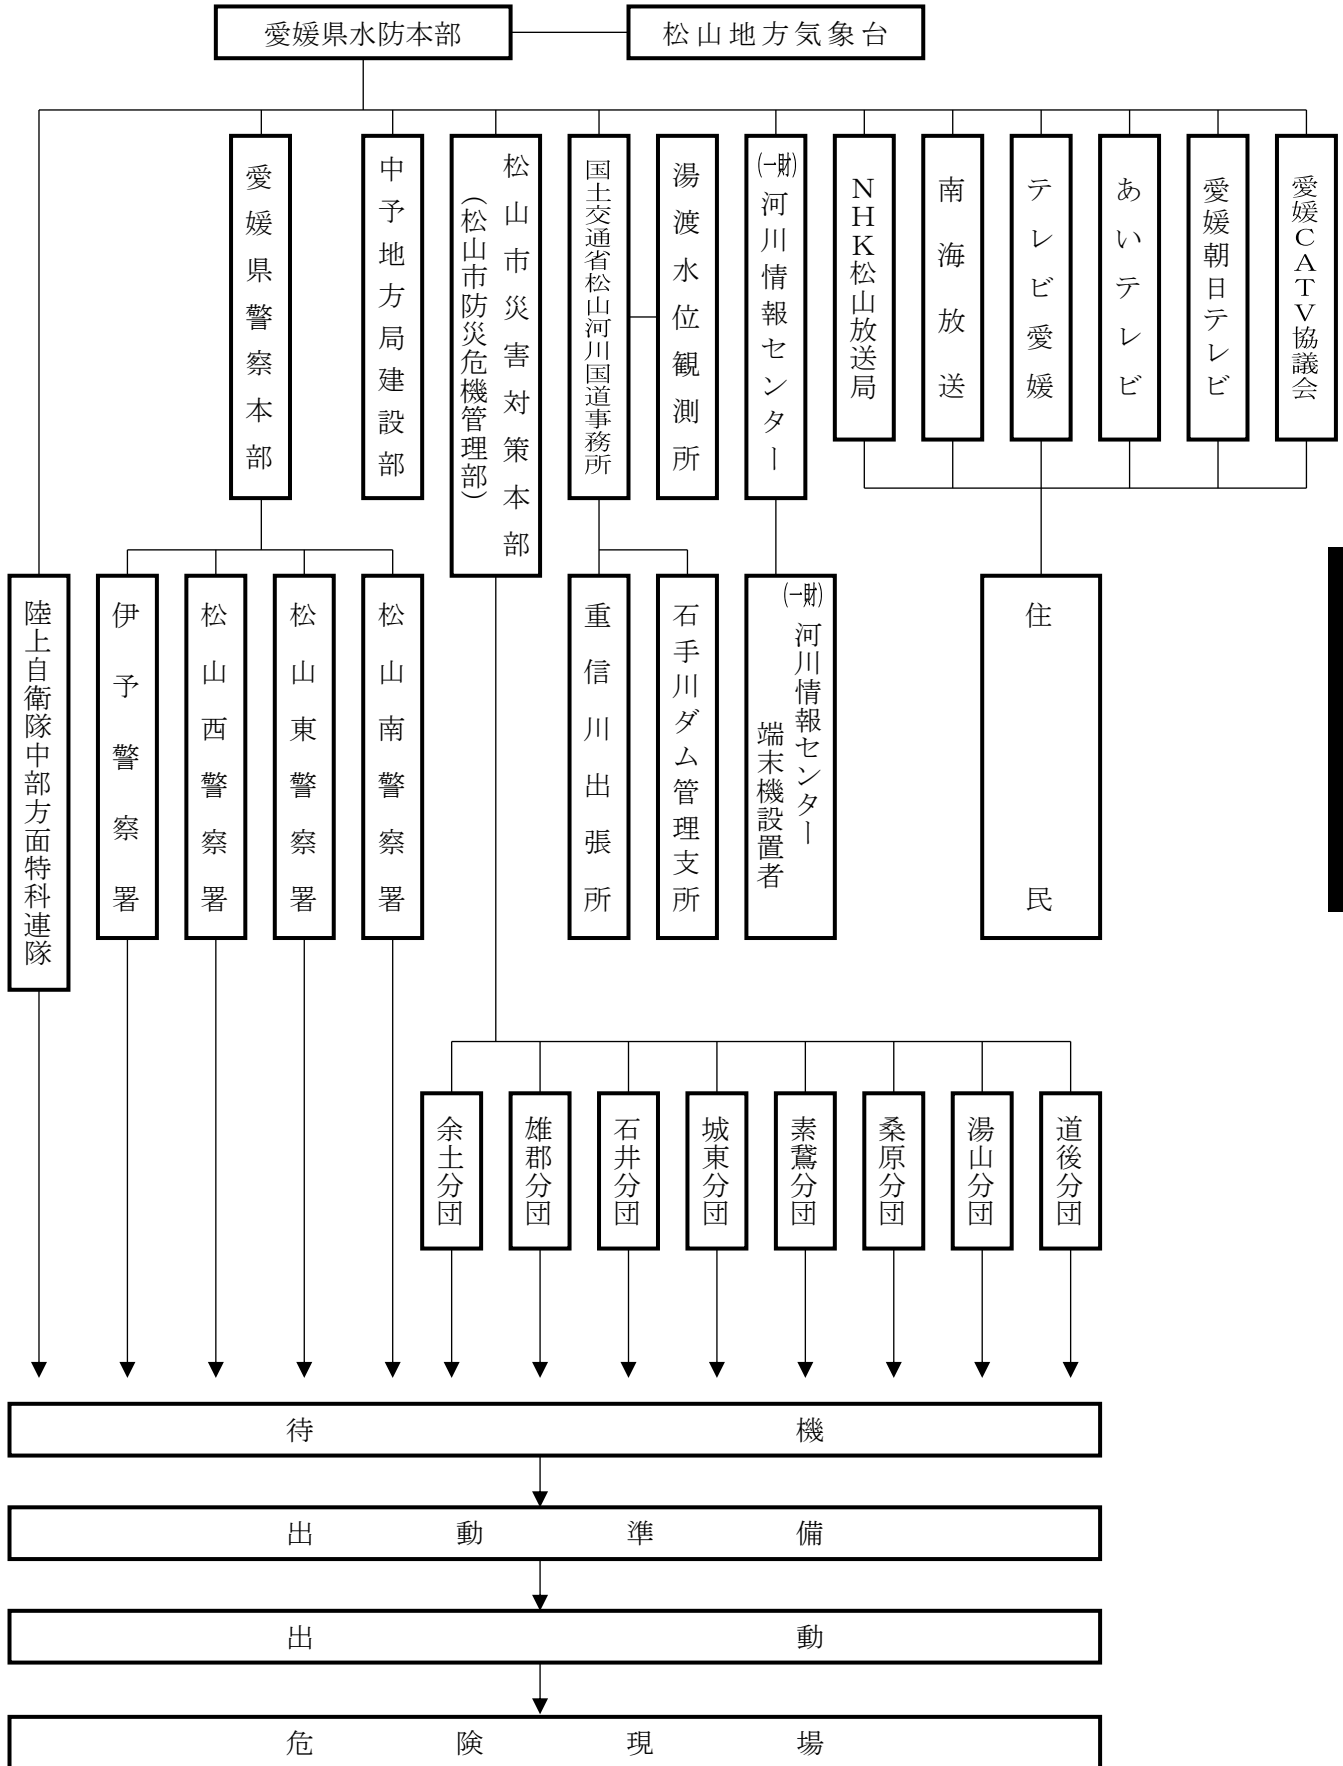 愛媛県水防本部
松山地方気象台
愛媛県警察本部
中予地方局建設部
松山市災害対策本部
（松山市防災危機管理部）
国土交通省松山河川国道事務所
湯渡水位観測所
(一財)河川情報センター
ＮＨＫ松山放送局
南海放送
テレビ愛媛
あいテレビ
愛媛朝日テレビ
愛媛ＣＡＴＶ協議会
陸上自衛隊中部方面特科連隊
伊予警察署
松山西警察署
松山東警察署
松山南警察署
重信川出張所
石手川ダム管理支所
(一財)河川情報センター
端末機設置者
住民
余土分団
雄郡分団
石井分団
城東分団
素鵞分団
桑原分団
湯山分団
道後分団
待機
出動準備
出動
危険現場